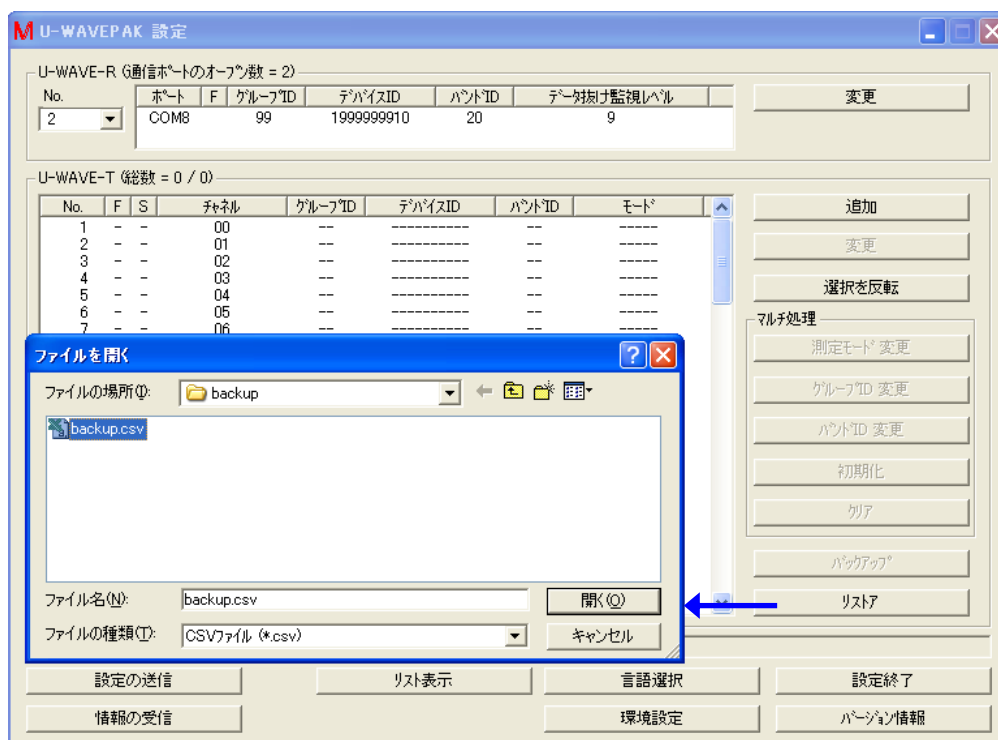 U-WAVEPAK 設定
U-WAVE-R (通信ポートのオープン数 = 2)
No. ポート F グループID デバイスID バンドID データ抜け監視レベル 変更
2 COM8 99 1999999910 20 9
U-WAVE-T (総数 = 0 / 0)
No. F S チャネル グループID デバイスID バンドID モード 追加
1 - - 00 -- ---------- -- -----
2 - - 01 -- ---------- -- ----- 変更
3 - - 02 -- ---------- -- -----
4 - - 03 -- ---------- -- -----
5 - - 04 -- ---------- -- ----- 選択を反転
6 - - 05 -- ---------- -- -----
7 - - 06 -- ---------- -- ----- マルチ処理
ファイルを開く 測定モード 変更
ファイルの場所(I): backup グループID 変更
backup.csv バンドID 変更
初期化
クリア
バックアップ
ファイル名(N): backup.csv 開く(O) リストア
ファイルの種類(T): CSVファイル (*.csv) キャンセル
設定の送信 リスト表示 言語選択 設定終了
情報の受信 環境設定 バージョン情報